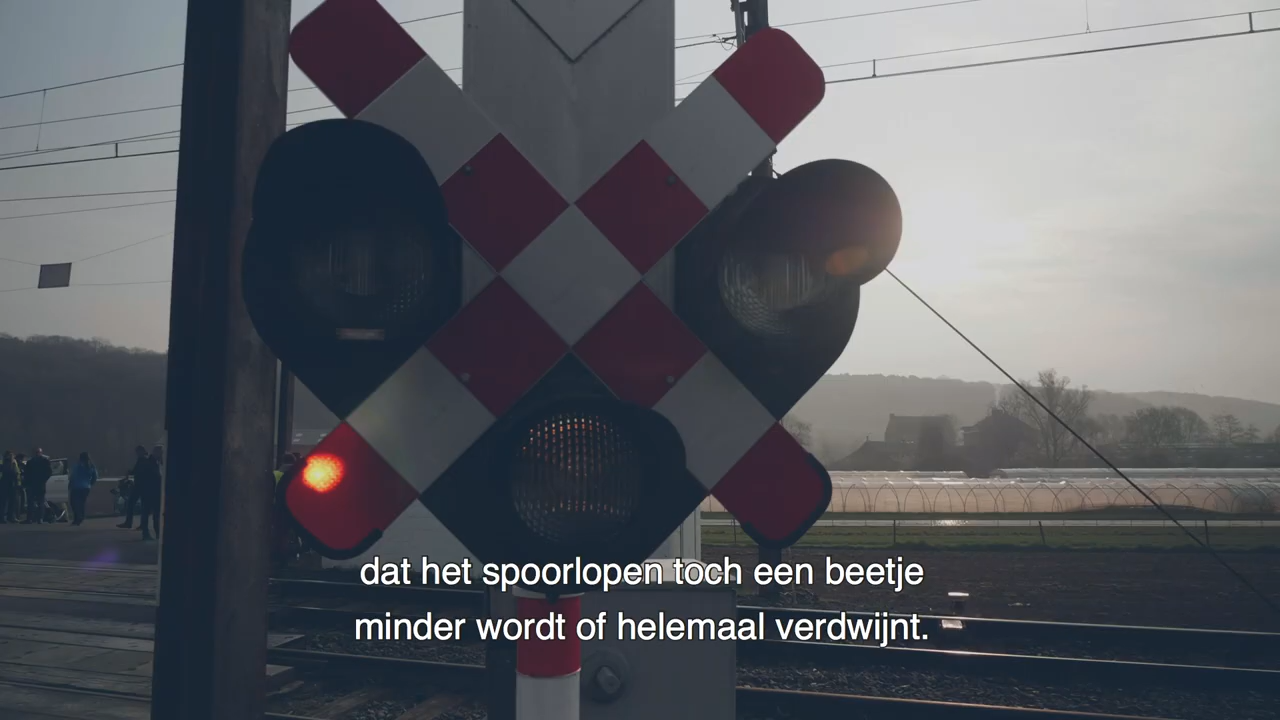 dat het spoorlopen toch een beetje
minder wordt of helemaal verdwijnt.